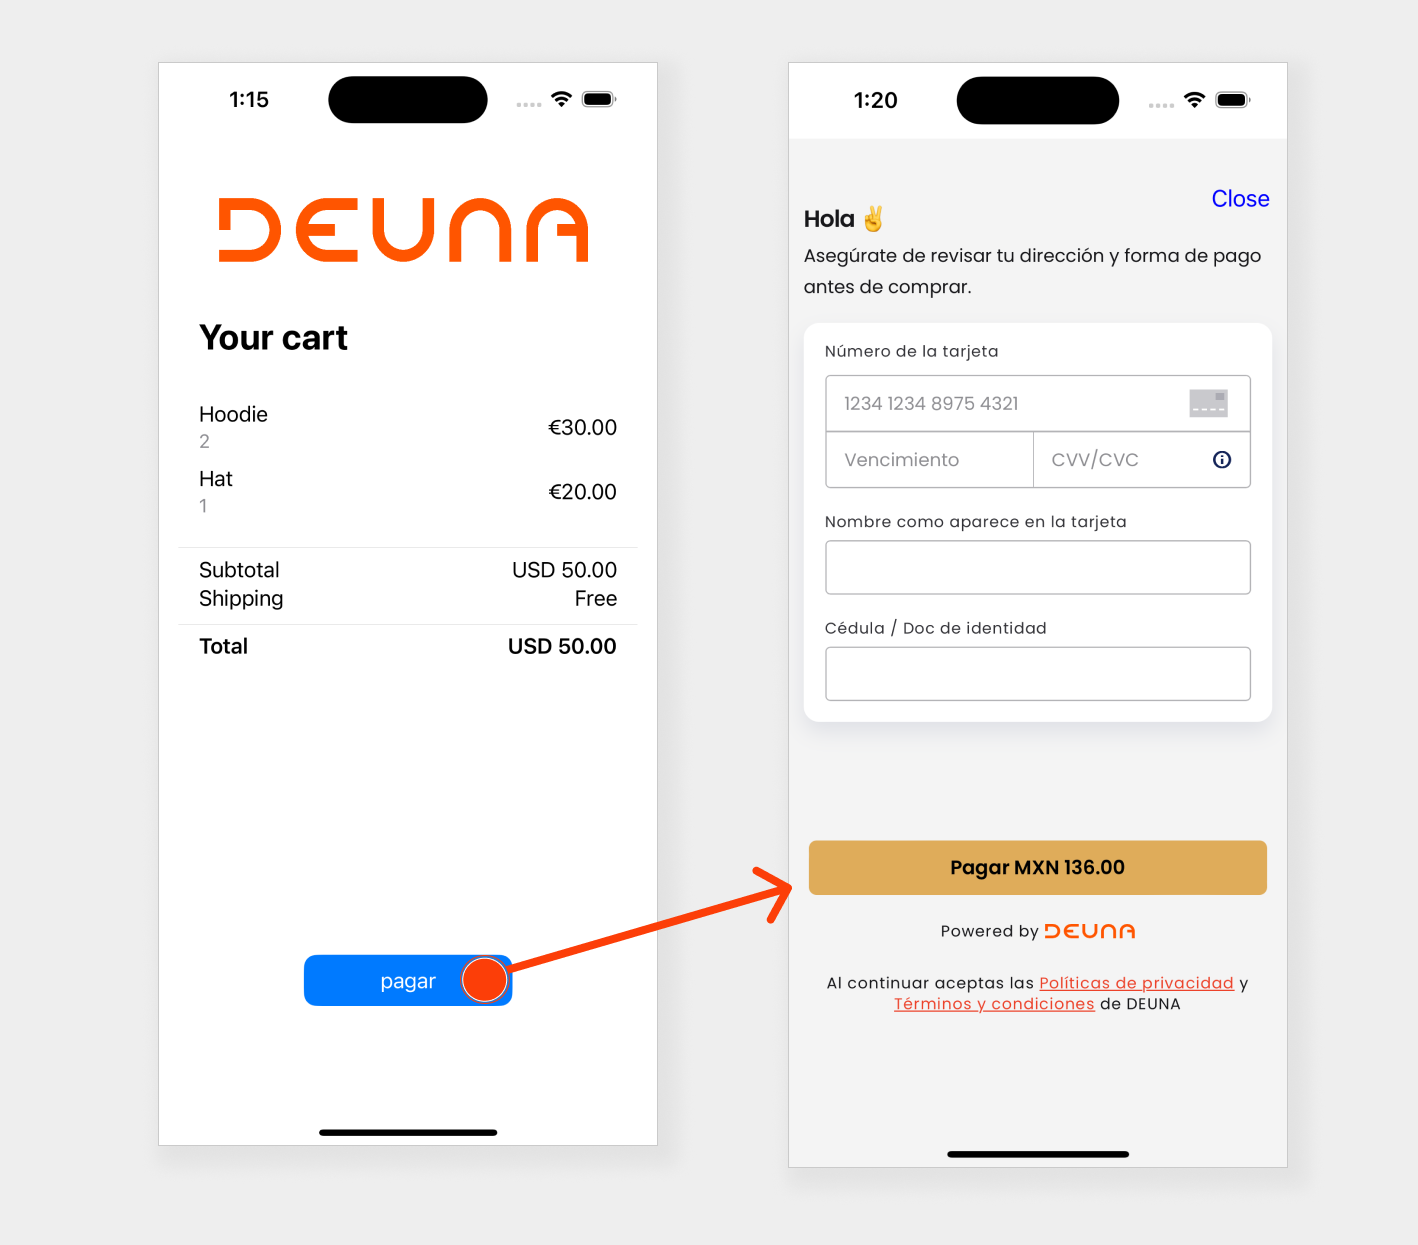 1:15
DEUNA
Your cart
Hoodie
2
€30.00
Hat
1
€20.00
Subtotal USD 50.00
Shipping Free
Total USD 50.00
pagar
1:20
Close
Hola ✌️
Asegúrate de revisar tu dirección y forma de pago
antes de comprar.
Número de la tarjeta
1234 1234 8975 4321
Vencimiento CVV/CVC
Nombre como aparece en la tarjeta
Cédula / Doc de identidad
Pagar MXN 136.00
Powered by DEUNA
Al continuar aceptas las Políticas de privacidad y
Términos y condiciones de DEUNA